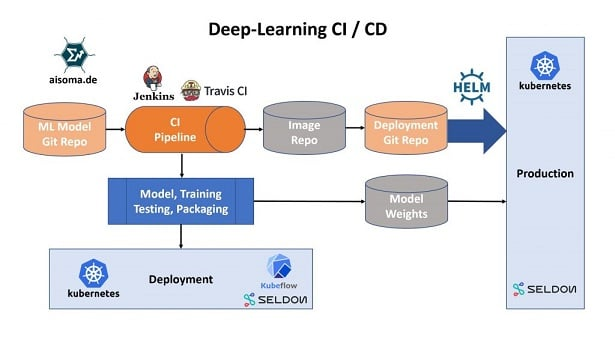 Deep-Learning CI / CD
aisoma.de
Jenkins
Travis CI
HELM
kubernetes
ML Model
Git Repo
CI
Pipeline
Image
Repo
Deployment
Git Repo
Production
Model, Training
Testing, Packaging
Model
Weights
kubernetes
Deployment
Kubeflow
SELDON
SELDON